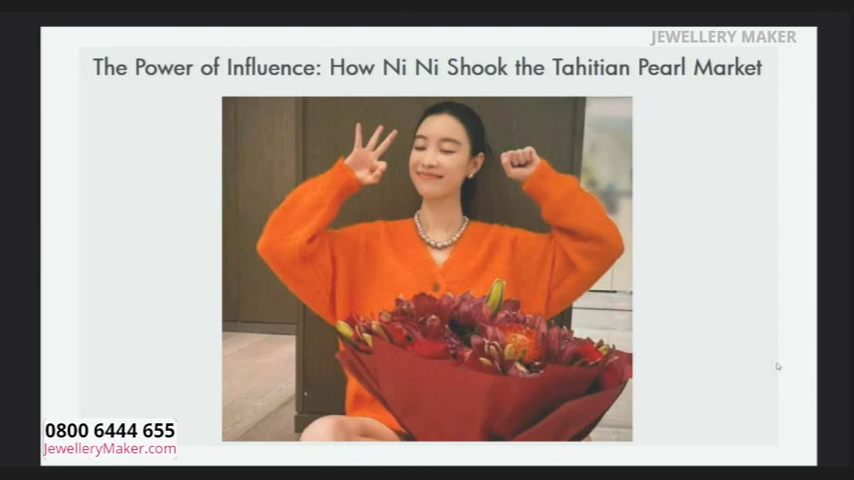 JEWELLERY MAKER
The Power of Influence: How Ni Ni Shook the Tahitian Pearl Market
0800 6444 655
JewelleryMaker.com